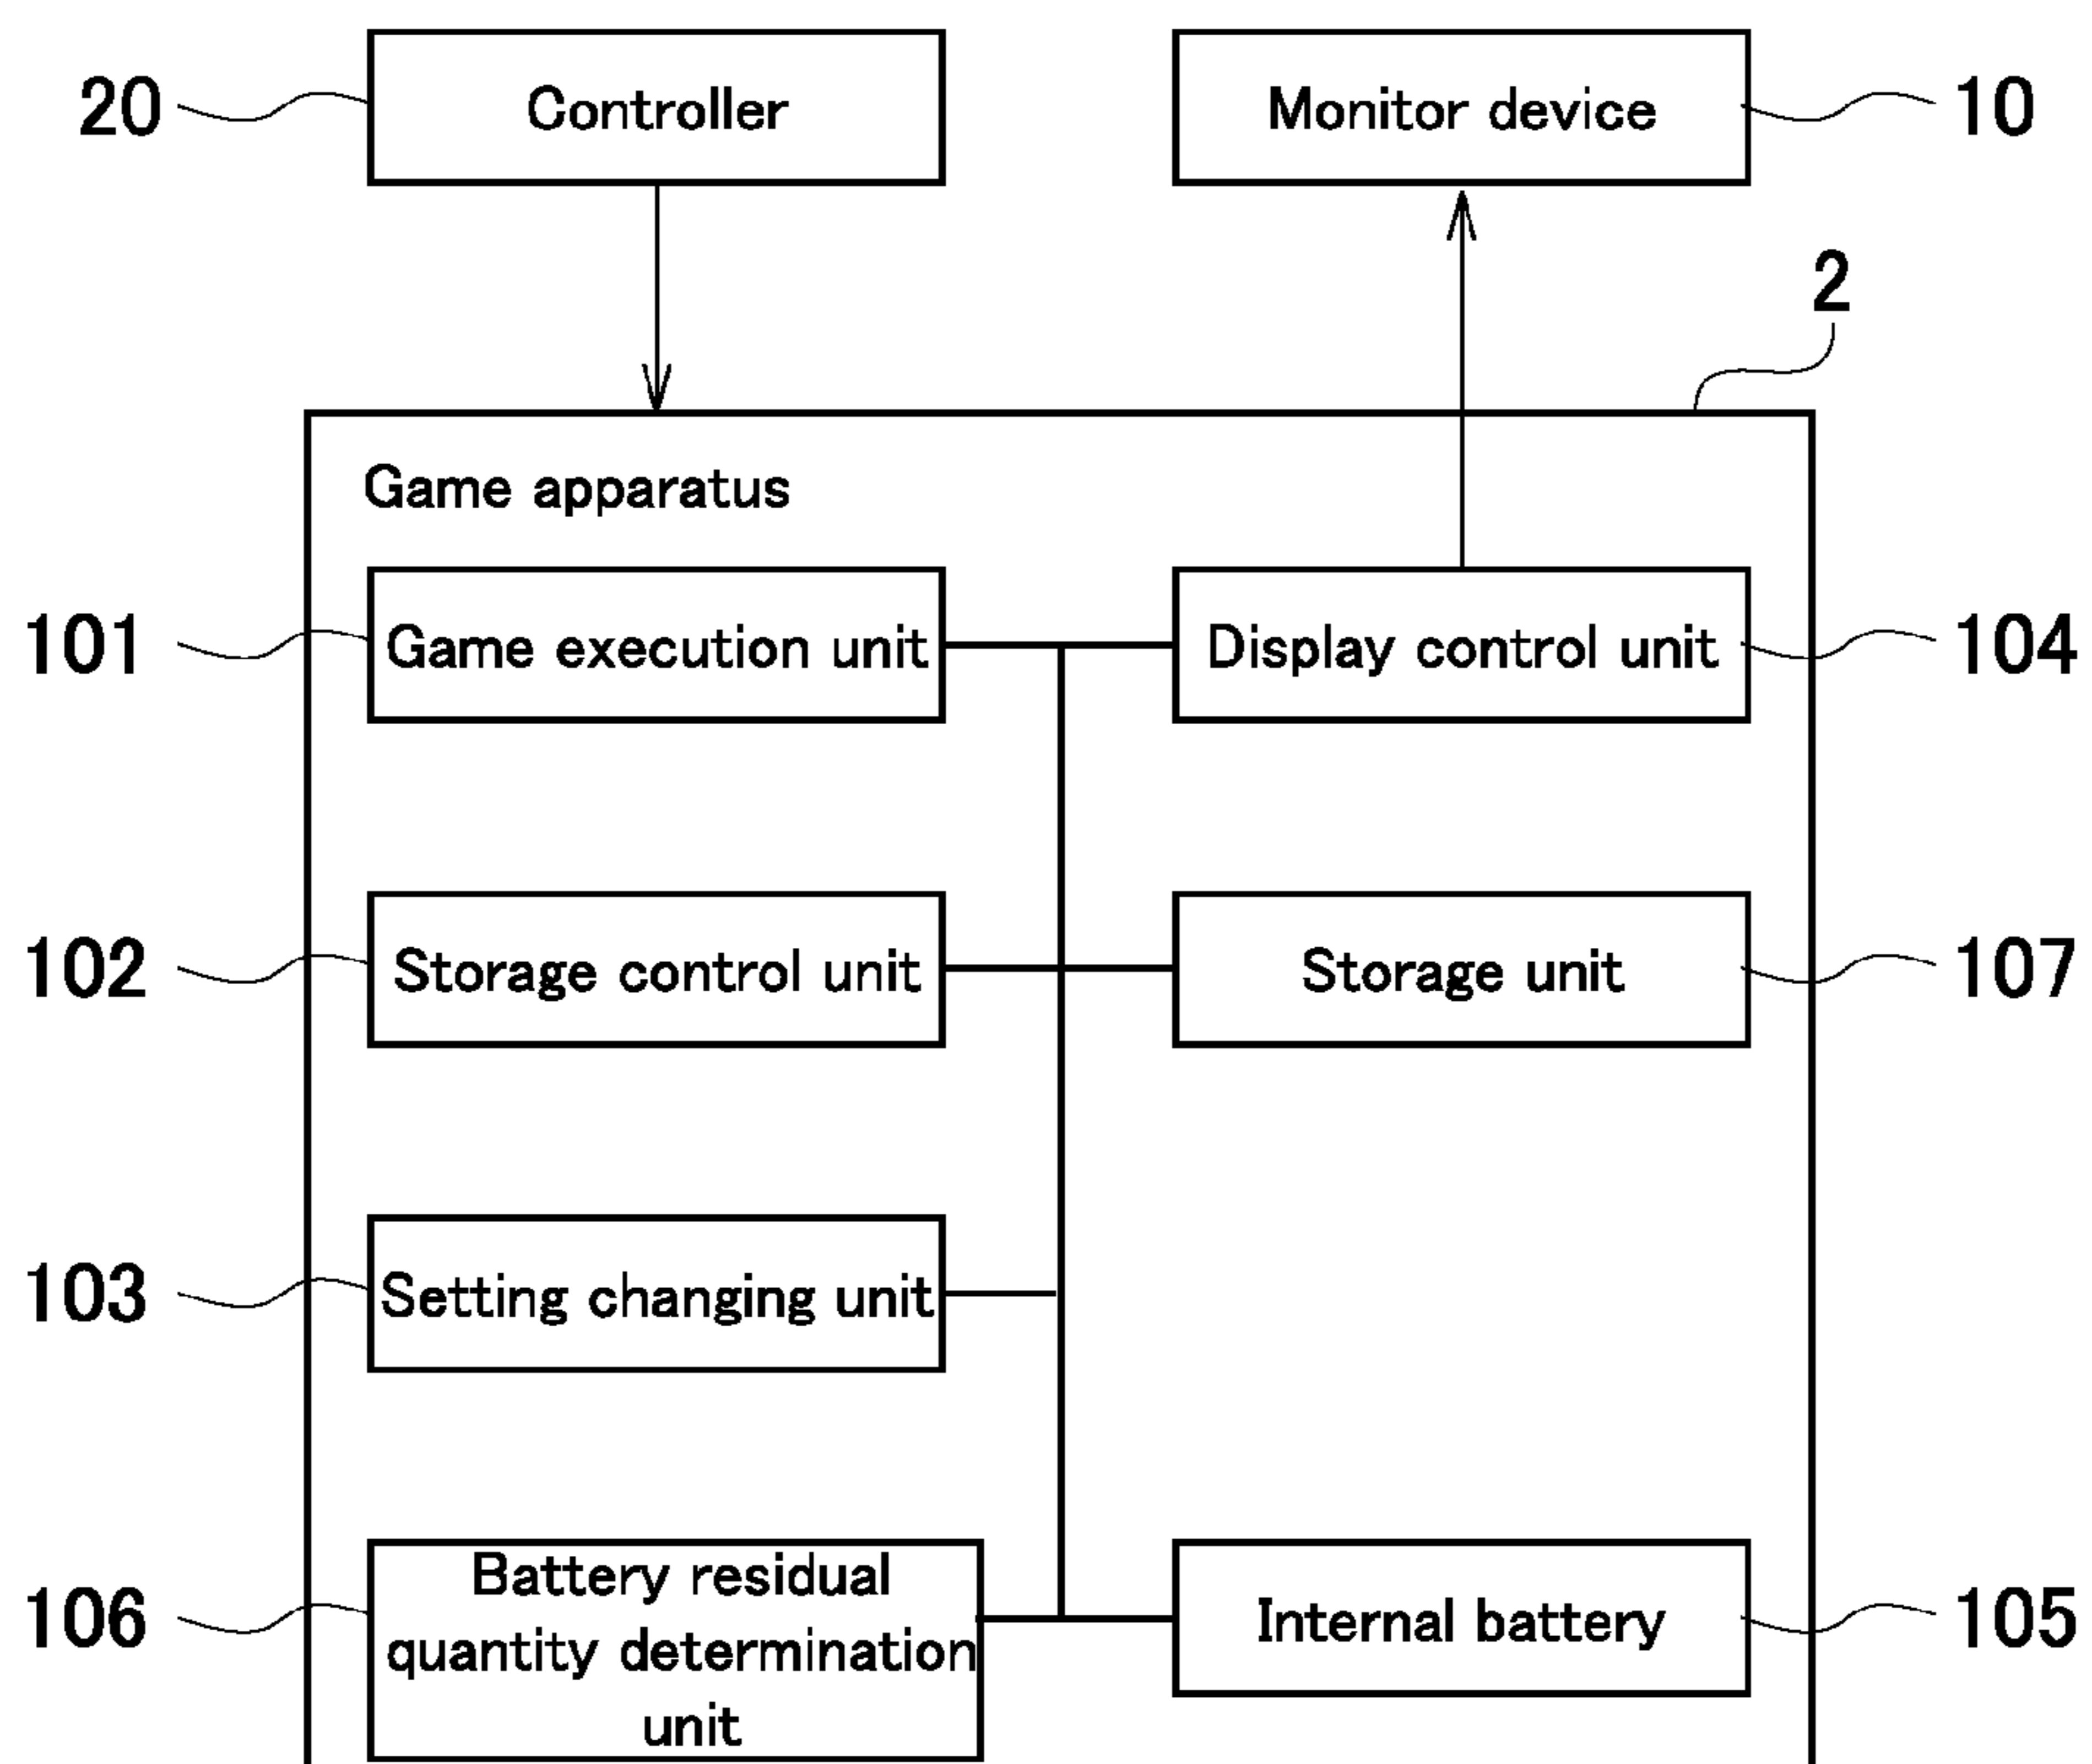 20 Controller Monitor device 10
2
Game apparatus
101 Game execution unit Display control unit 104
102 Storage control unit Storage unit 107
103 Setting changing unit
106 Battery residual
quantity determination
unit
Internal battery 105